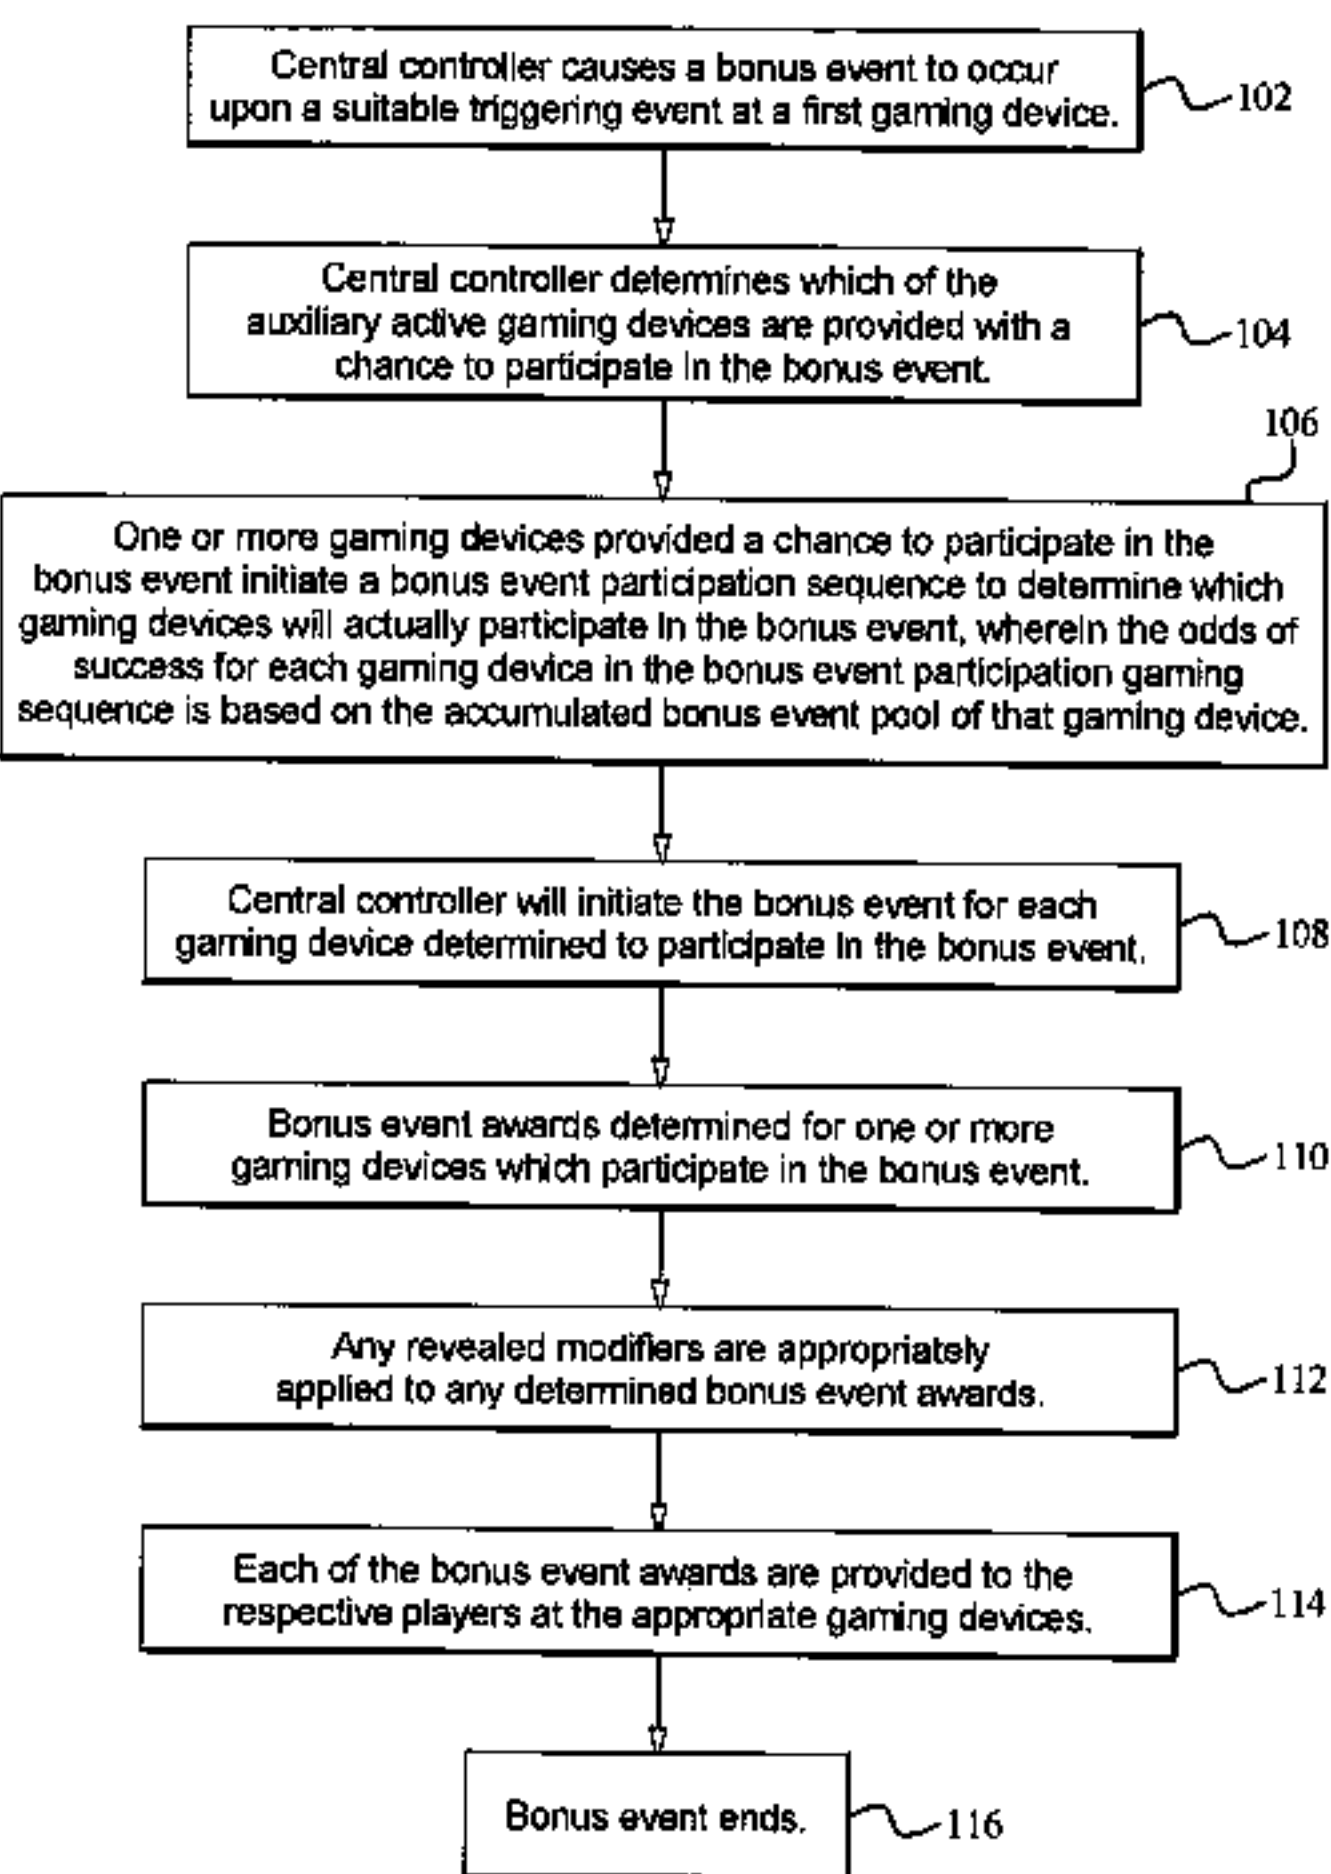 Central controller causes a bonus event to occur
upon a suitable triggering event at a first gaming device.
102
Central controller determines which of the
auxiliary active gaming devices are provided with a
chance to participate in the bonus event.
104
106
One or more gaming devices provided a chance to participate in the
bonus event initiate a bonus event participation sequence to determine which
gaming devices will actually participate in the bonus event, wherein the odds of
success for each gaming device in the bonus event participation gaming
sequence is based on the accumulated bonus event pool of that gaming device.
Central controller will initiate the bonus event for each
gaming device determined to participate in the bonus event.
108
Bonus event awards determined for one or more
gaming devices which participate in the bonus event.
110
Any revealed modifiers are appropriately
applied to any determined bonus event awards.
112
Each of the bonus event awards are provided to the
respective players at the appropriate gaming devices.
114
Bonus event ends.
116